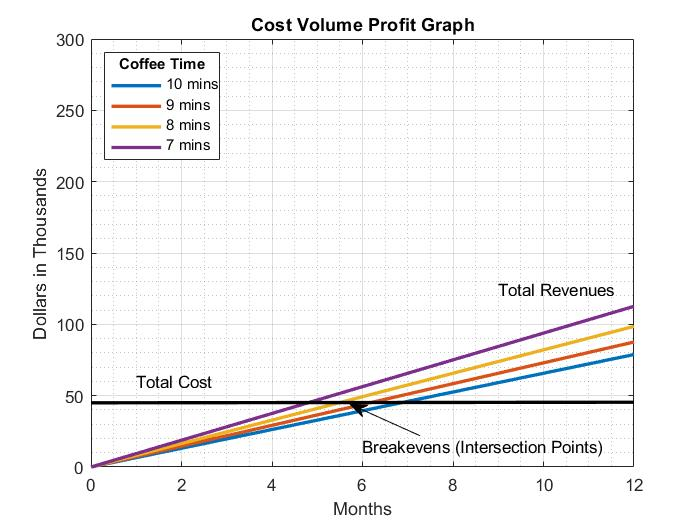 Cost Volume Profit Graph
300
250
200
150
100
50
0
Dollars in Thousands
Coffee Time
10 mins
9 mins
8 mins
7 mins
Total Revenues
Total Cost
Breakevens (Intersection Points)
0 2 4 6 8 10 12
Months